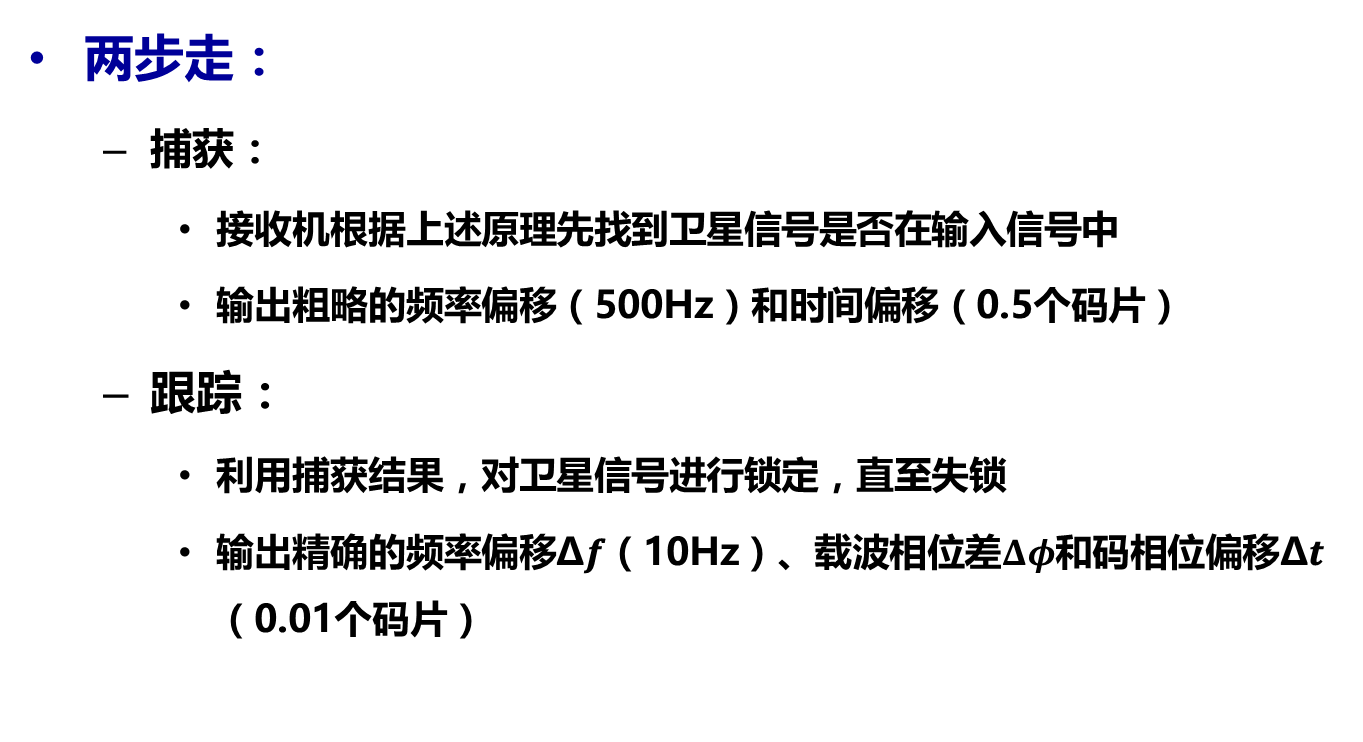 • 两步走：
– 捕获：
• 接收机根据上述原理先找到卫星信号是否在输入信号中
• 输出粗略的频率偏移（500Hz）和时间偏移（0.5个码片）
– 跟踪：
• 利用捕获结果，对卫星信号进行锁定，直至失锁
• 输出精确的频率偏移Δ𝒇（10Hz）、载波相位差Δ𝜙和码相位偏移Δ𝒕
（0.01个码片）